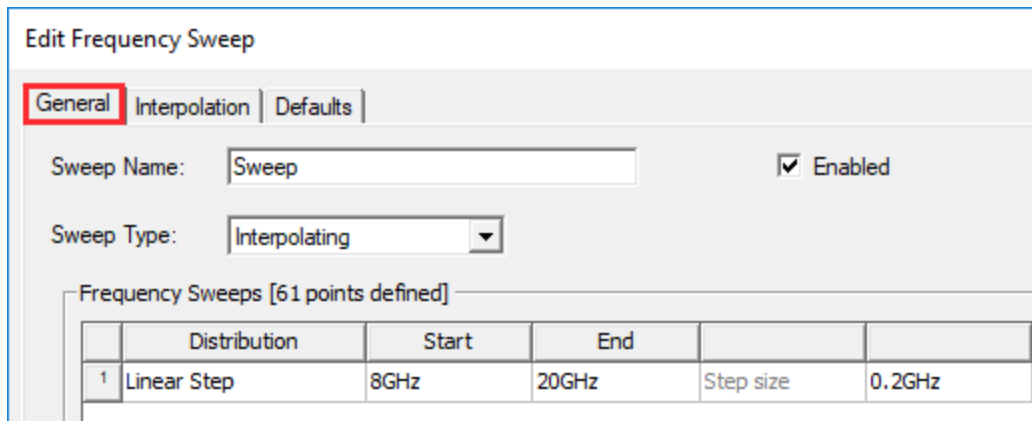 Edit Frequency Sweep
General Interpolation Defaults
Sweep Name: Sweep Enabled
Sweep Type: Interpolating
Frequency Sweeps [61 points defined]
Distribution Start End
1 Linear Step 8GHz 20GHz Step size 0.2GHz